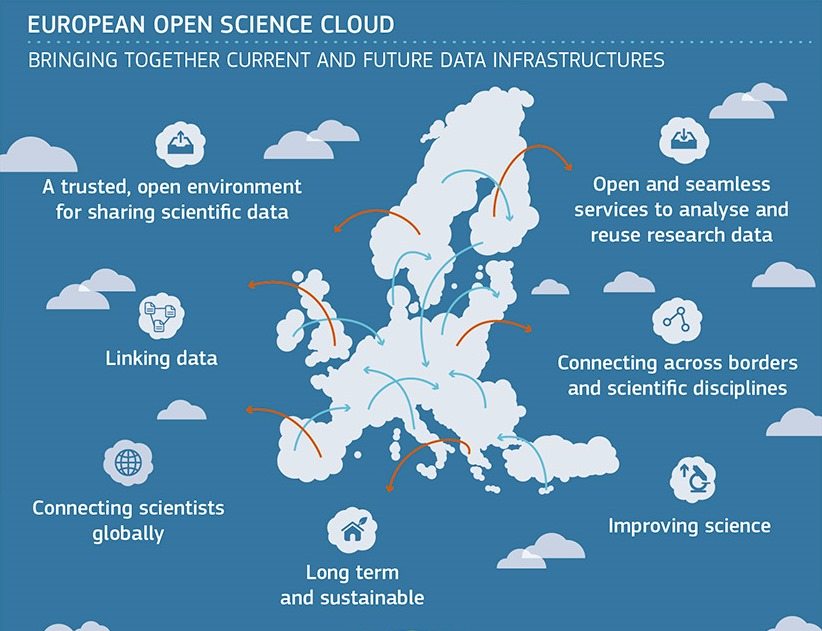 EUROPEAN OPEN SCIENCE CLOUD
BRINGING TOGETHER CURRENT AND FUTURE DATA INFRASTRUCTURES
A trusted, open environment
for sharing scientific data
Open and seamless
services to analyse and
reuse research data
Linking data
Connecting across borders
and scientific disciplines
Connecting scientists
globally
Improving science
Long term
and sustainable